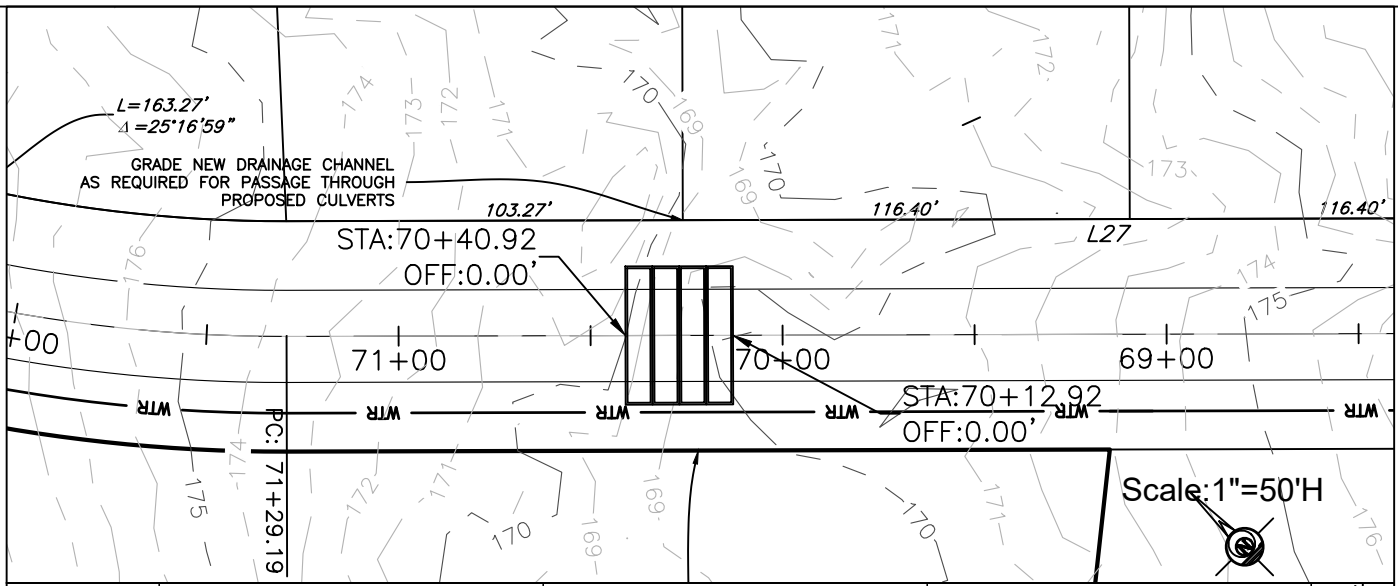 L=163.27'
Δ =25°16'59"
GRADE NEW DRAINAGE CHANNEL
AS REQUIRED FOR PASSAGE THROUGH
PROPOSED CULVERTS
174
173
172
171
170
169
171
172
170
169
173
103.27'
116.40'
116.40'
L27
STA:70+40.92
OFF:0.00'
176
174
175
+00
71+00
70+00
69+00
STA:70+12.92
OFF:0.00'
WTR
WTR
WTR
WTR
WTR
WTR
PC: 71+29.19
174
175
172
171
170
169
169
170
171
176
Scale:1"=50'H
N